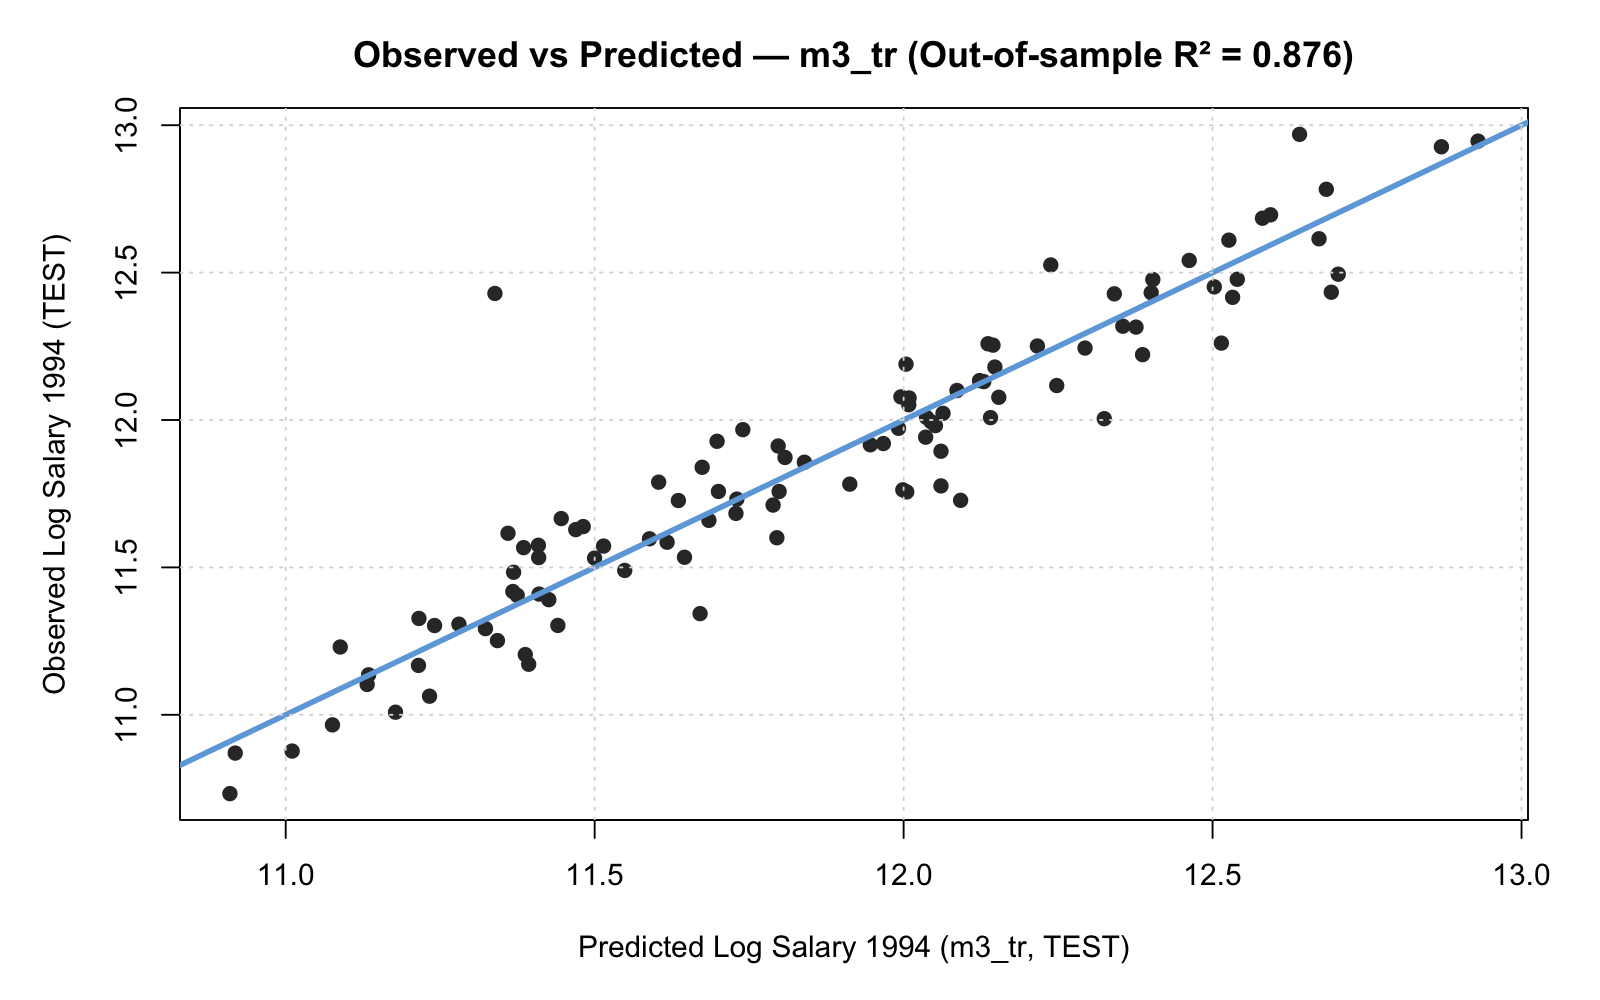 Observed vs Predicted — m3_tr (Out-of-sample R² = 0.876)
Observed Log Salary 1994 (TEST)
13.0
12.5
12.0
11.5
11.0
11.0 11.5 12.0 12.5 13.0
Predicted Log Salary 1994 (m3_tr, TEST)